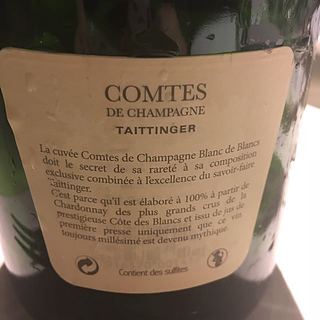 COMTES
DE CHAMPAGNE
TAITTINGER
La cuvée Comtes de Champagne Blanc de Blancs
doit le secret de sa rareté à sa composition
exclusive combinée à l'excellence du savoir-faire
Taittinger.
C'est parce qu'il est élaboré à 100% à partir de
Chardonnay des plus grands crus de la
prestigieuse Côte des Blancs et issu de jus de
première presse uniquement que ce vin
toujours millésimé est devenu mythique.
Contient des sulfites